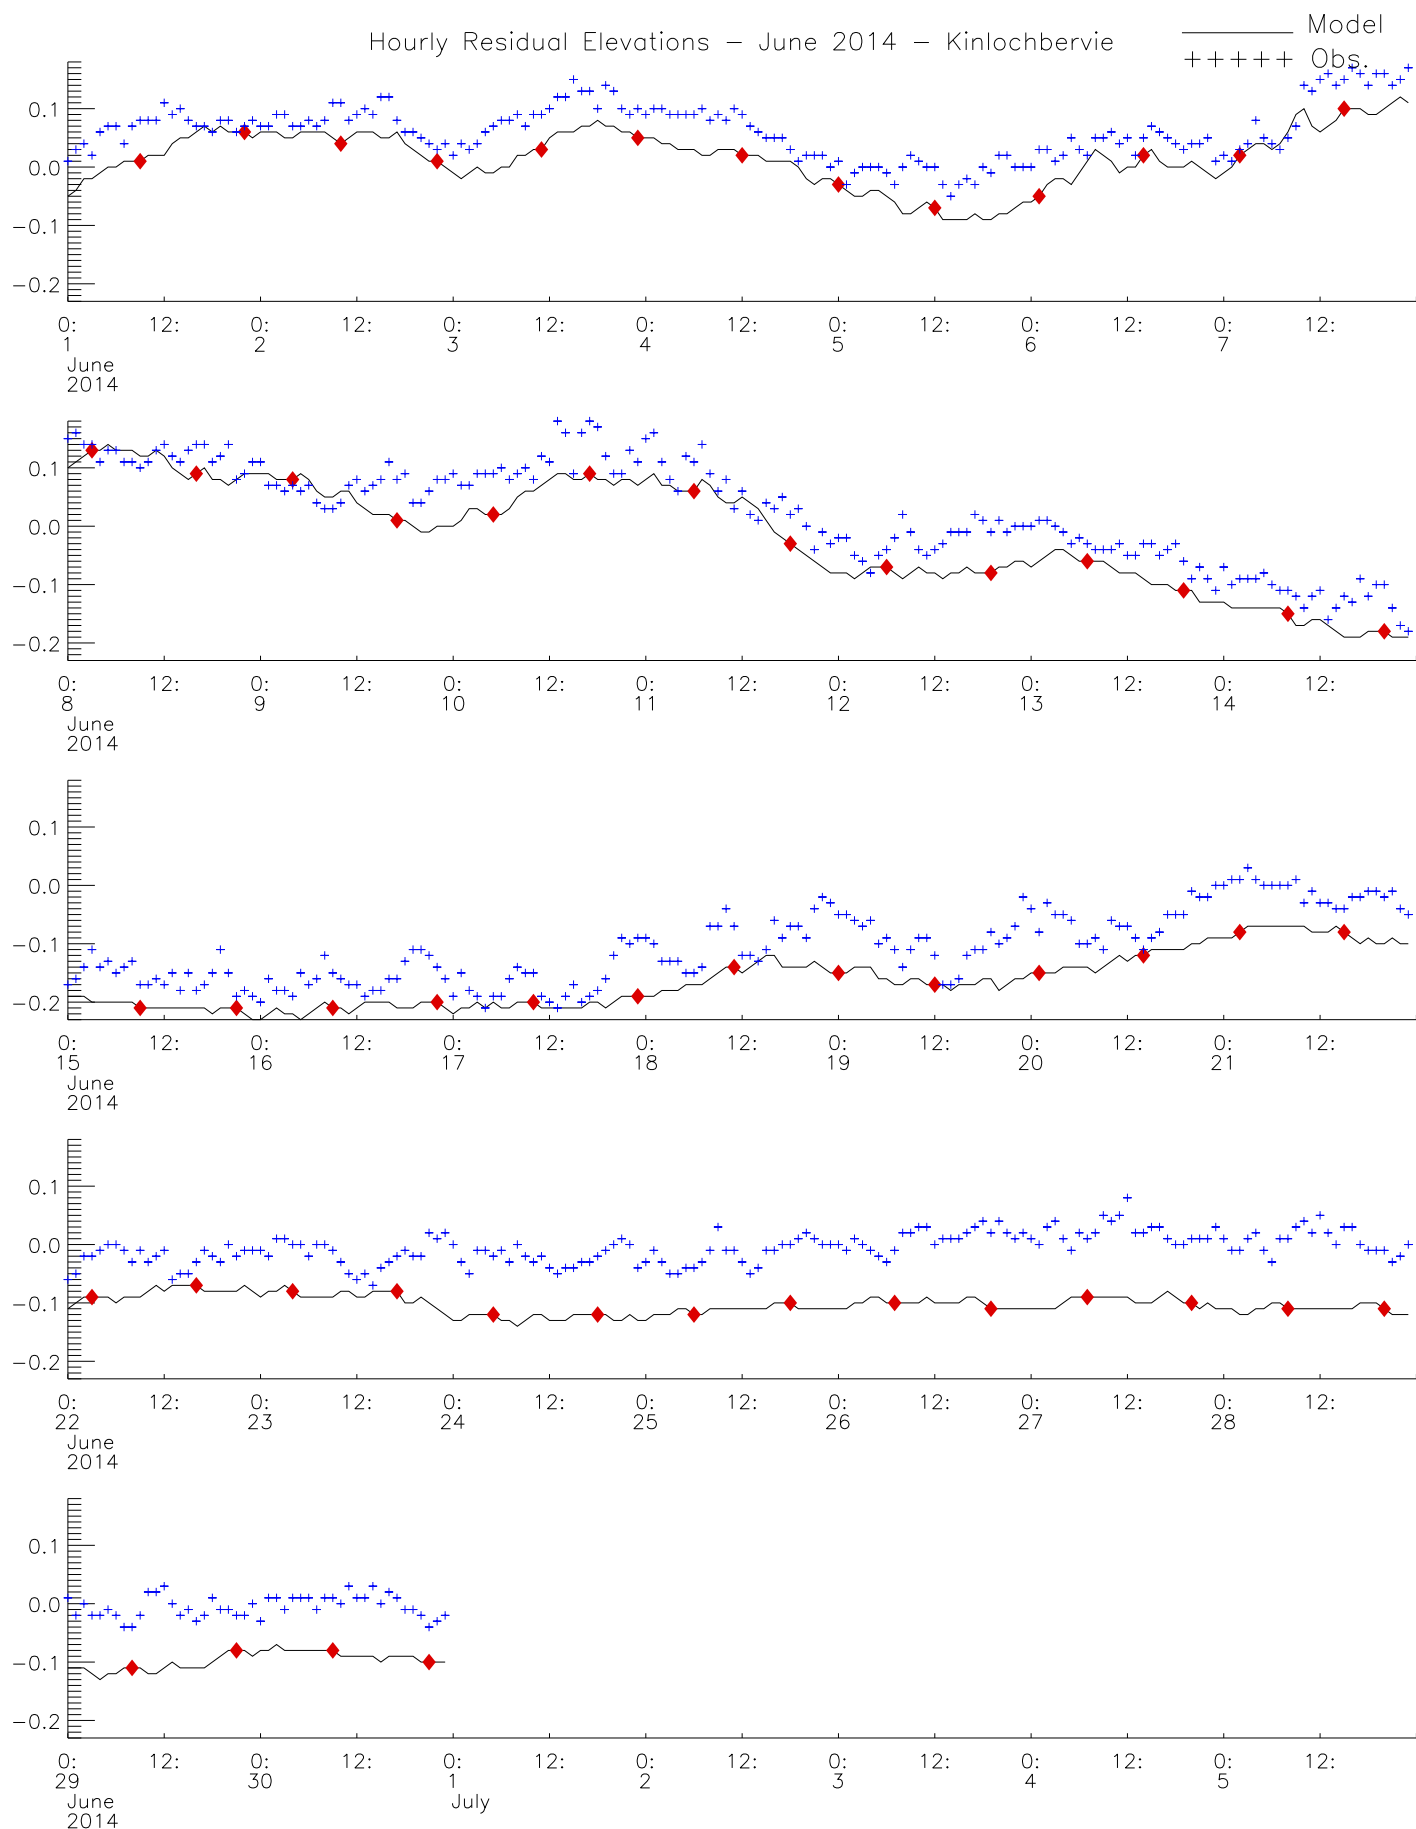 Hourly Residual Elevations − June 2014 − Kinlochbervie
Model
+++++ Obs.
0.1
0.0
−0.1
−0.2
0: 12: 0: 12: 0: 12: 0: 12: 0: 12: 0: 12: 0: 12:
1 2 3 4 5 6 7
June
2014
0.1
0.0
−0.1
−0.2
0: 12: 0: 12: 0: 12: 0: 12: 0: 12: 0: 12: 0: 12:
8 9 10 11 12 13 14
June
2014
0.1
0.0
−0.1
−0.2
0: 12: 0: 12: 0: 12: 0: 12: 0: 12: 0: 12: 0: 12:
15 16 17 18 19 20 21
June
2014
0.1
0.0
−0.1
−0.2
0: 12: 0: 12: 0: 12: 0: 12: 0: 12: 0: 12: 0: 12:
22 23 24 25 26 27 28
June
2014
0.1
0.0
−0.1
−0.2
0: 12: 0: 12: 0: 12: 0: 12: 0: 12: 0: 12: 0: 12:
29 30 1 2 3 4 5
June July
2014